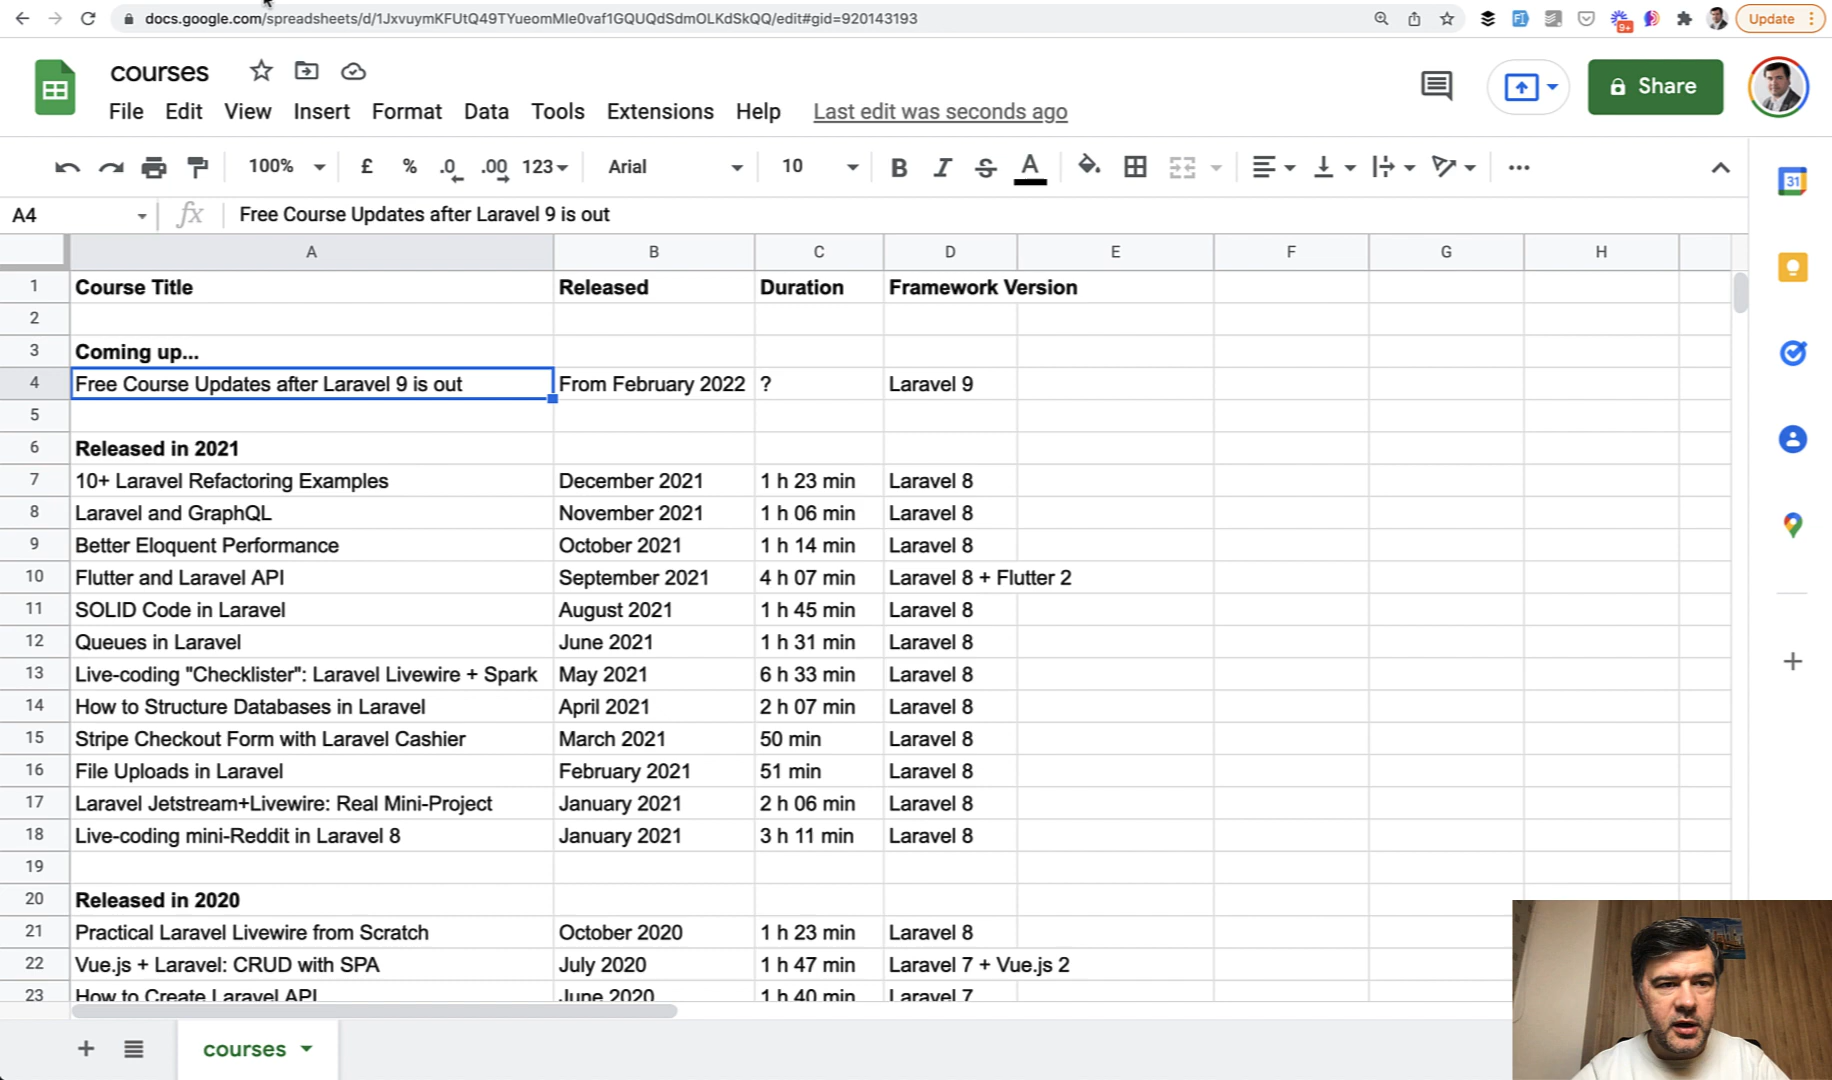 docs.google.com/spreadsheets/d/1JxvuymKFUtQ49TYueomMle0vaf1GQUQdSdmOLKdSkQQ/edit#gid=920143193
9+
Update
courses
File Edit View Insert Format Data Tools Extensions Help Last edit was seconds ago
Share
100% £ % .0 .00 123 Arial 10 B I S A
31
A4 fx Free Course Updates after Laravel 9 is out
A B C D E F G H
1 Course Title Released Duration Framework Version
2
3 Coming up...
4 Free Course Updates after Laravel 9 is out From February 2022 ? Laravel 9
5
6 Released in 2021
7 10+ Laravel Refactoring Examples December 2021 1 h 23 min Laravel 8
8 Laravel and GraphQL November 2021 1 h 06 min Laravel 8
9 Better Eloquent Performance October 2021 1 h 14 min Laravel 8
10 Flutter and Laravel API September 2021 4 h 07 min Laravel 8 + Flutter 2
11 SOLID Code in Laravel August 2021 1 h 45 min Laravel 8
12 Queues in Laravel June 2021 1 h 31 min Laravel 8
13 Live-coding "Checklister": Laravel Livewire + Spark May 2021 6 h 33 min Laravel 8
14 How to Structure Databases in Laravel April 2021 2 h 07 min Laravel 8
15 Stripe Checkout Form with Laravel Cashier March 2021 50 min Laravel 8
16 File Uploads in Laravel February 2021 51 min Laravel 8
17 Laravel Jetstream+Livewire: Real Mini-Project January 2021 2 h 06 min Laravel 8
18 Live-coding mini-Reddit in Laravel 8 January 2021 3 h 11 min Laravel 8
19
20 Released in 2020
21 Practical Laravel Livewire from Scratch October 2020 1 h 23 min Laravel 8
22 Vue.js + Laravel: CRUD with SPA July 2020 1 h 47 min Laravel 7 + Vue.js 2
23 How to Create Laravel API June 2020 1 h 40 min Laravel 7
courses